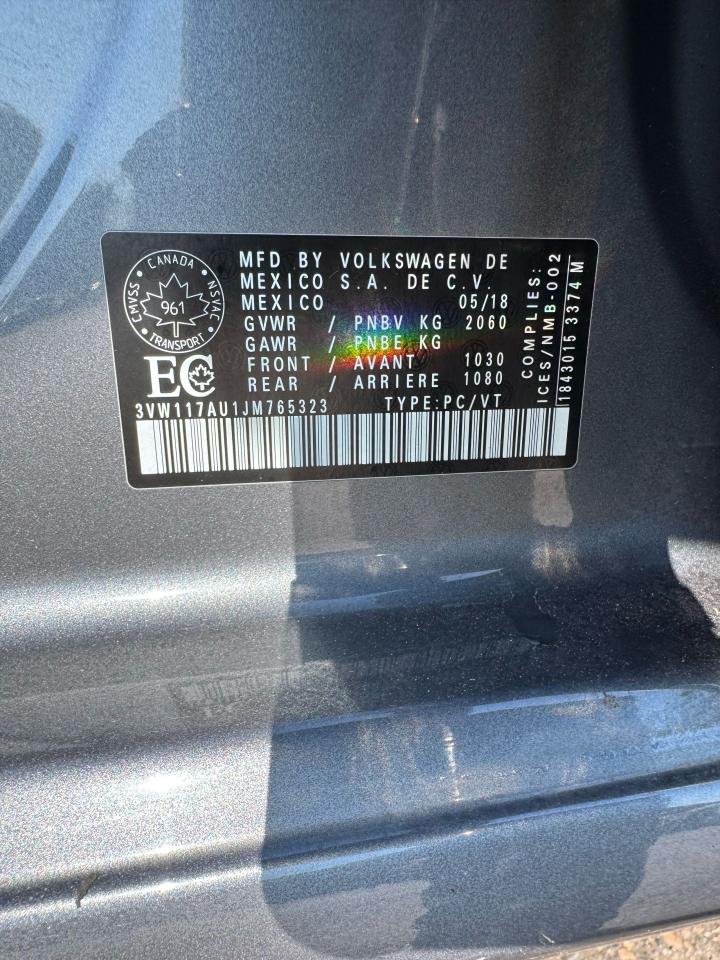 CMVSS CANADA NSVAC
961
TRANSPORT
EC
MFD BY VOLKSWAGEN DE
MEXICO S.A. DE C.V.
MEXICO 05/18
GVWR / PNBV KG 2060
GAWR / PNBE KG
FRONT / AVANT 1030
REAR / ARRIERE 1080
3VW117AU1JM765323 TYPE:PC/VT
COMPLIES:
ICES/NMB-002
1843015 3374 M